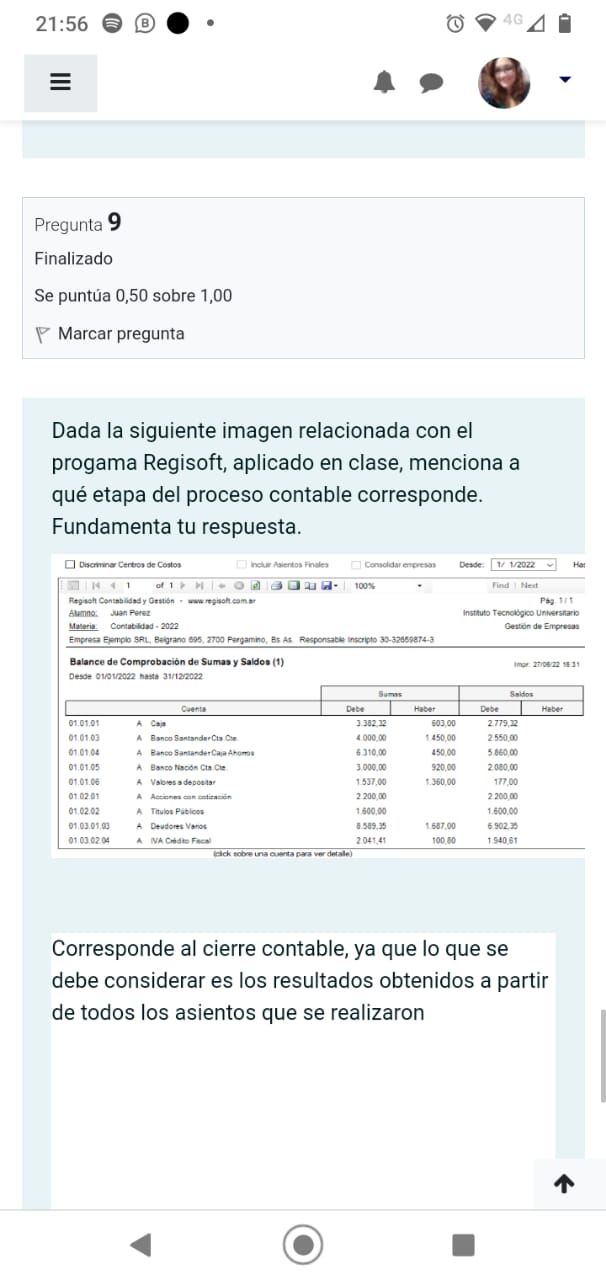 21:56
4G
Pregunta 9
Finalizado
Se puntúa 0,50 sobre 1,00
Marcar pregunta
Dada la siguiente imagen relacionada con el
progama Regisoft, aplicado en clase, menciona a
qué etapa del proceso contable corresponde.
Fundamenta tu respuesta.
Discriminar Centros de Costos Incluir Asientos Finales Consolidar empresas Desde: 1/ 1/2022 Has
1 of 1 100% Find | Next
Regisoft Contabilidad y Gestión - www.regisoft.com.ar Pág. 1/1
Alumno: Juan Perez Instituto Tecnológico Universitario
Materia: Contabilidad - 2022 Gestión de Empresas
Empresa Ejemplo SRL, Belgrano 695, 2700 Pergamino, Bs As. Responsable Inscripto 30-32659874-3
Balance de Comprobación de Sumas y Saldos (1) Impr. 27/06/22 18:31
Desde 01/01/2022 hasta 31/12/2022
Sumas Saldos
Cuenta Debe Haber Debe Haber
01.01.01 A Caja 3.382,32 603,00 2.779,32
01.01.03 A Banco Santander Cta.Cte. 4.000,00 1.450,00 2.550,00
01.01.04 A Banco Santander Caja Ahorros 6.310,00 450,00 5.860,00
01.01.05 A Banco Nación Cta.Cte. 3.000,00 920,00 2.080,00
01.01.06 A Valores a depositar 1.537,00 1.360,00 177,00
01.02.01 A Acciones con cotización 2.200,00 2.200,00
01.02.02 A Títulos Públicos 1.600,00 1.600,00
01.03.01.03 A Deudores Varios 8.589,35 1.687,00 6.902,35
01.03.02.04 A IVA Crédito Fiscal 2.041,41 100,80 1.940,61
(click sobre una cuenta para ver detalle)
Corresponde al cierre contable, ya que lo que se
debe considerar es los resultados obtenidos a partir
de todos los asientos que se realizaron